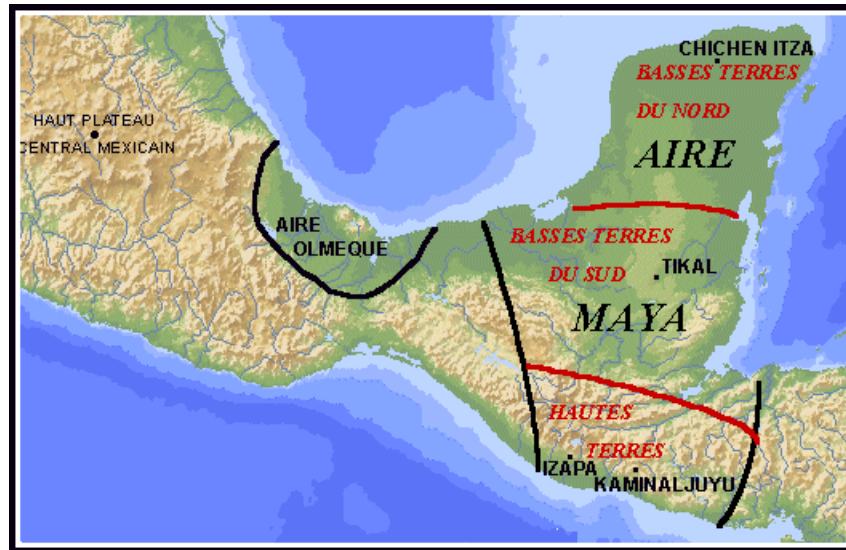 CHICHEN ITZA
BASSES TERRES
DU NORD
HAUT PLATEAU
CENTRAL MEXICAIN
AIRE
AIRE
OLMEQUE
BASSES TERRES
DU SUD
TIKAL
MAYA
HAUTES
TERRES
IZAPA
KAMINALJUYU